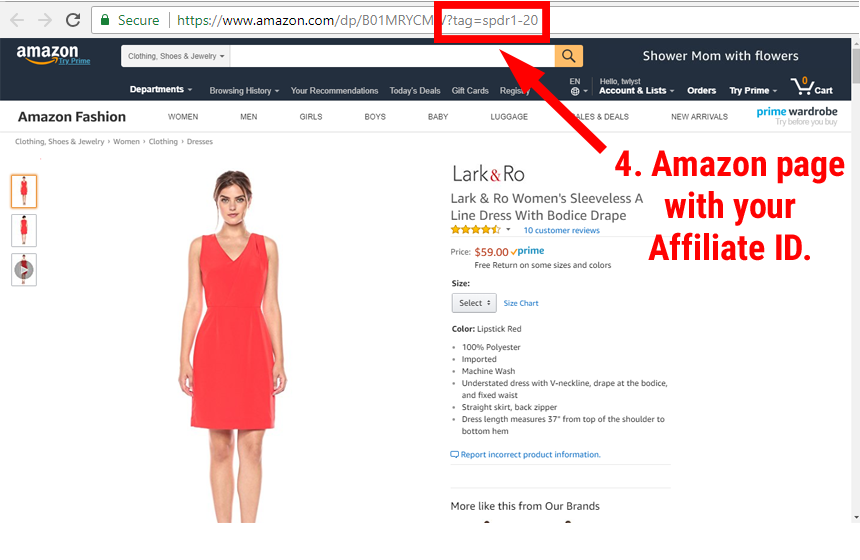 Secure
https://www.amazon.com/dp/B01MRYCM /?tag=spdr1-20
amazon
Try Prime
Clothing, Shoes & Jewelry
Shower Mom with flowers
Departments
Browsing History
Your Recommendations
Today's Deals
Gift Cards
Registry
EN
Hello, twlyst
Account & Lists
Orders
Try Prime
0
Cart
Amazon Fashion
WOMEN
MEN
GIRLS
BOYS
BABY
LUGGAGE
SALES & DEALS
NEW ARRIVALS
prime wardrobe
Try before you buy
Clothing, Shoes & Jewelry › Women › Clothing › Dresses
4. Amazon page
with your
Affiliate ID.
Lark & Ro
Lark & Ro Women's Sleeveless A
Line Dress With Bodice Drape
10 customer reviews
Price: $59.00 prime
Free Return on some sizes and colors
Size:
Select
Size Chart
Color: Lipstick Red
• 100% Polyester
• Imported
• Machine Wash
• Understated dress with V-neckline, drape at the bodice,
and fixed waist
• Straight skirt, back zipper
• Dress length measures 37" from top of the shoulder to
bottom hem
Report incorrect product information.
More like this from Our Brands